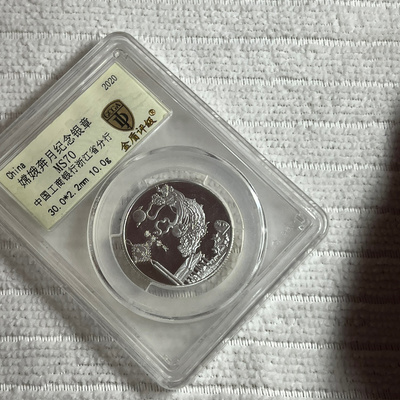 China 2020
嫦娥奔月纪念银章
MS70
中国工商银行浙江省分行
30.0*2.2mm 10.0g
金盾评级®